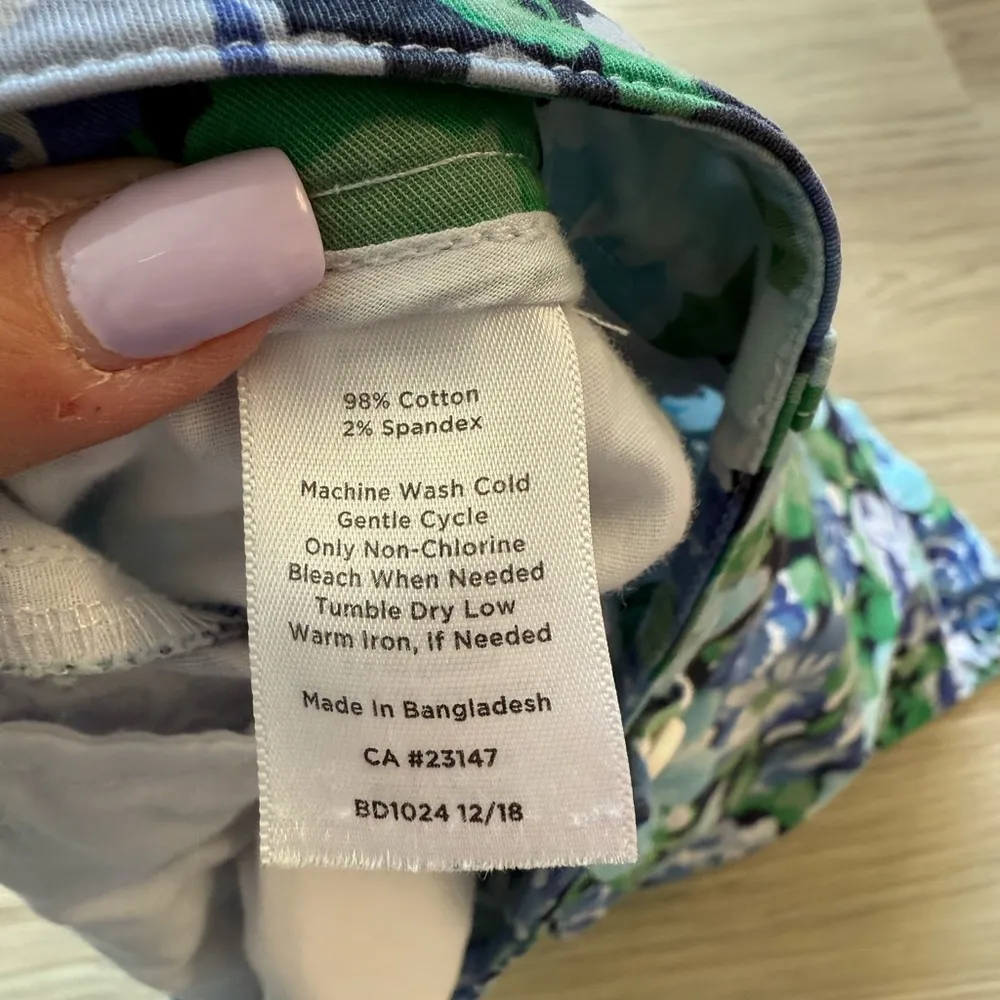 98% Cotton
2% Spandex
Machine Wash Cold
Gentle Cycle
Only Non-Chlorine
Bleach When Needed
Tumble Dry Low
Warm Iron, if Needed
Made In Bangladesh
CA #23147
BD1024 12/18